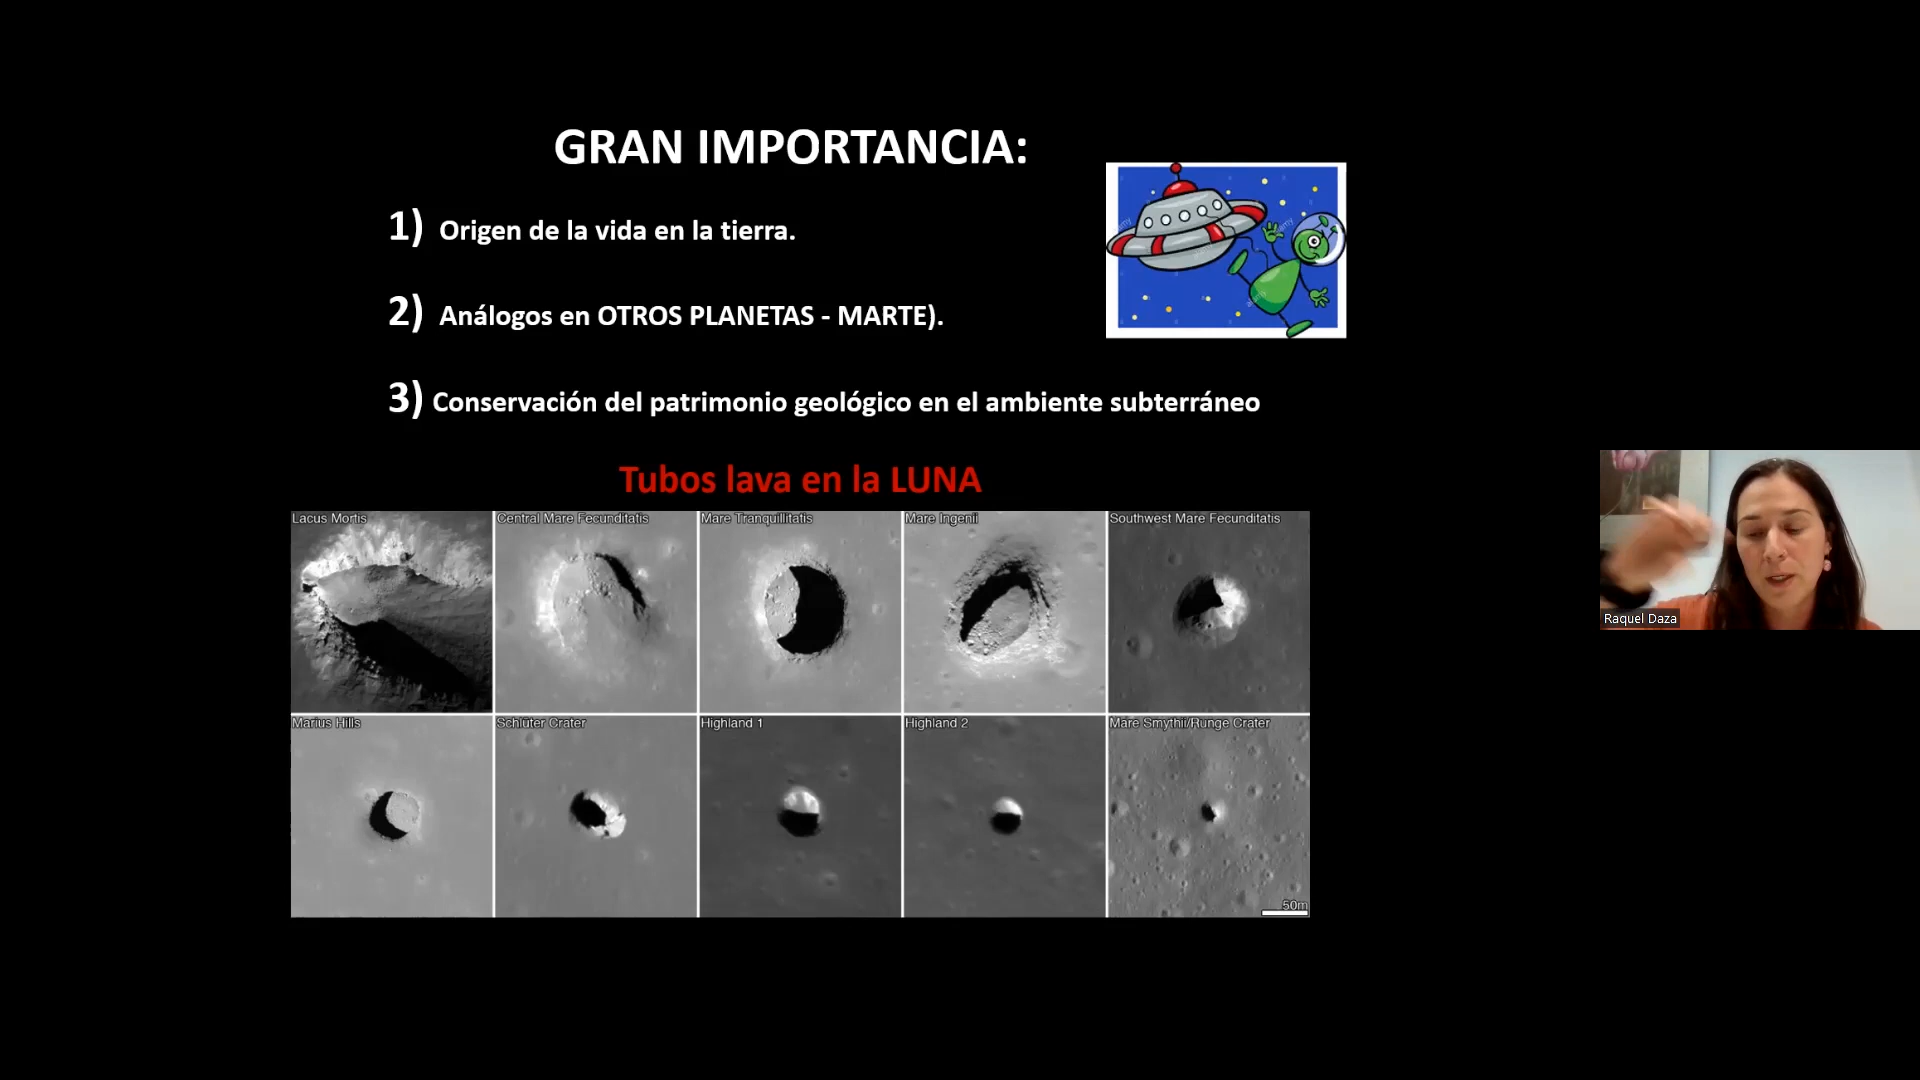 GRAN IMPORTANCIA:
1) Origen de la vida en la tierra.
2) Análogos en OTROS PLANETAS - MARTE).
3) Conservación del patrimonio geológico en el ambiente subterráneo
Tubos lava en la LUNA
Lacus Mortis
Central Mare Fecunditatis
Mare Tranquillitatis
Mare Ingenii
Southwest Mare Fecunditatis
Marius Hills
Schlüter Crater
Highland 1
Highland 2
Mare Smythii/Runge Crater
50m
Raquel Daza